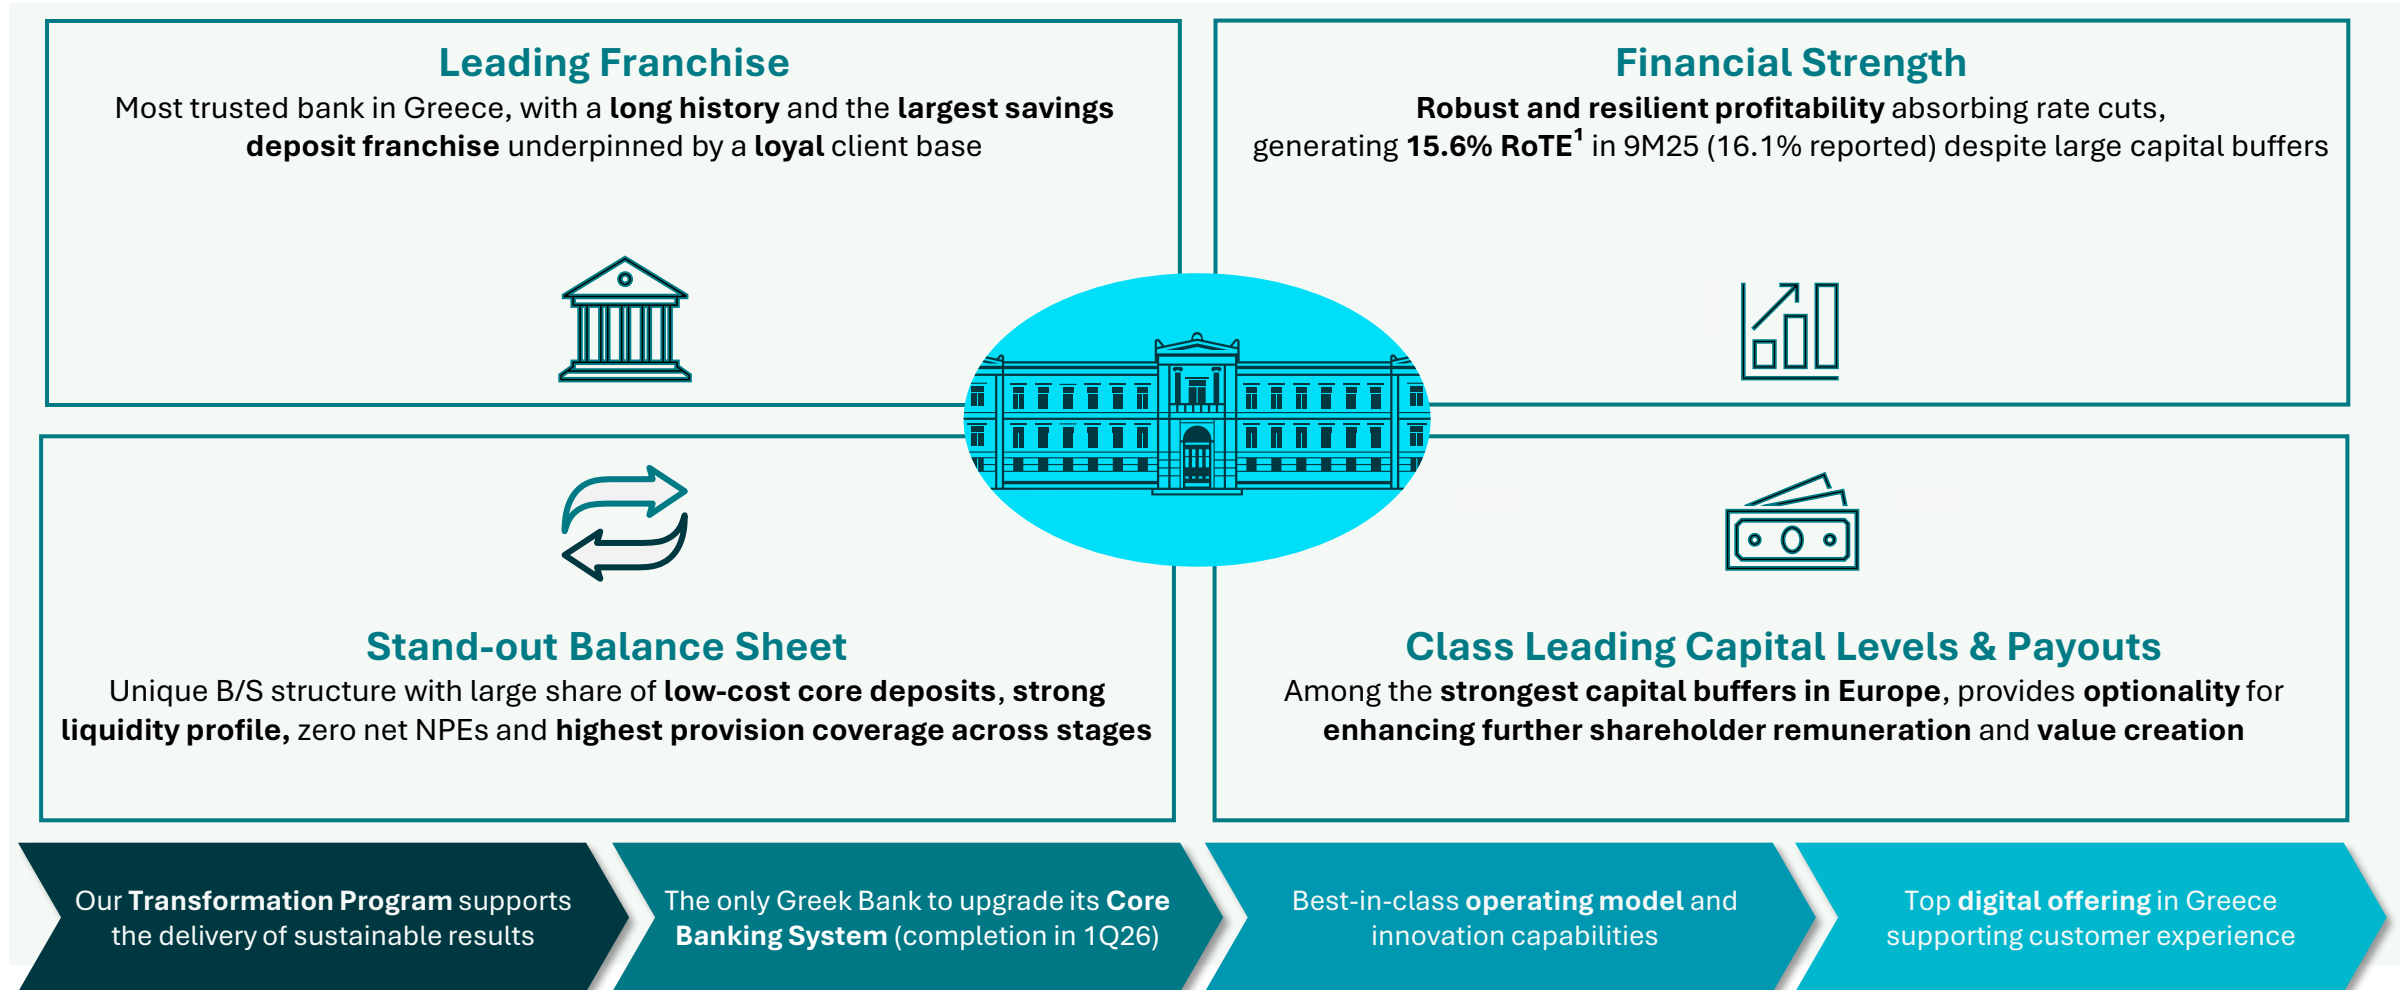 Leading Franchise
Most trusted bank in Greece, with a long history and the largest savings
deposit franchise underpinned by a loyal client base
Financial Strength
Robust and resilient profitability absorbing rate cuts,
generating 15.6% RoTE¹ in 9M25 (16.1% reported) despite large capital buffers
Stand-out Balance Sheet
Unique B/S structure with large share of low-cost core deposits, strong
liquidity profile, zero net NPEs and highest provision coverage across stages
Class Leading Capital Levels & Payouts
Among the strongest capital buffers in Europe, provides optionality for
enhancing further shareholder remuneration and value creation
Our Transformation Program supports
the delivery of sustainable results
The only Greek Bank to upgrade its Core
Banking System (completion in 1Q26)
Best-in-class operating model and
innovation capabilities
Top digital offering in Greece
supporting customer experience